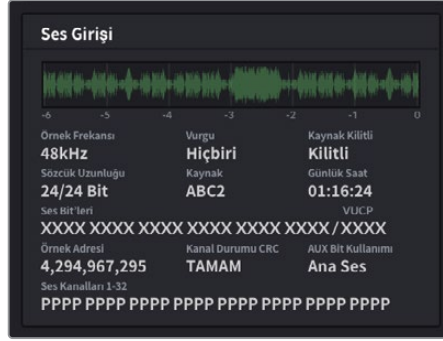 Ses Girişi
-6 -5 -4 -3 -2 -1 0
Örnek Frekansı Vurgu Kaynak Kilitli
48kHz Hiçbiri Kilitli
Sözcük Uzunluğu Kaynak Günlük Saat
24/24 Bit ABC2 01:16:24
Ses Bit'leri VUCP
XXXX XXXX XXXX XXXX XXXX XXXX/XXXX
Örnek Adresi Kanal Durumu CRC AUX Bit Kullanımı
4,294,967,295 TAMAM Ana Ses
Ses Kanalları 1-32
PPPP PPPP PPPP PPPP PPPP PPPP PPPP PPPP